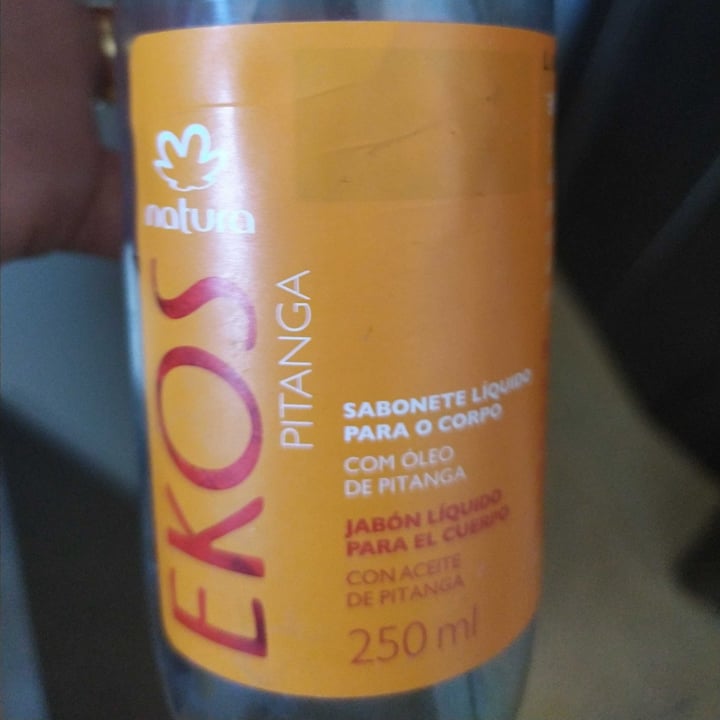 natura
EKOS
PITANGA
SABONETE LÍQUIDO
PARA O CORPO
COM ÓLEO
DE PITANGA
JABÓN LÍQUIDO
PARA EL CUERPO
CON ACEITE
DE PITANGA
250 ml